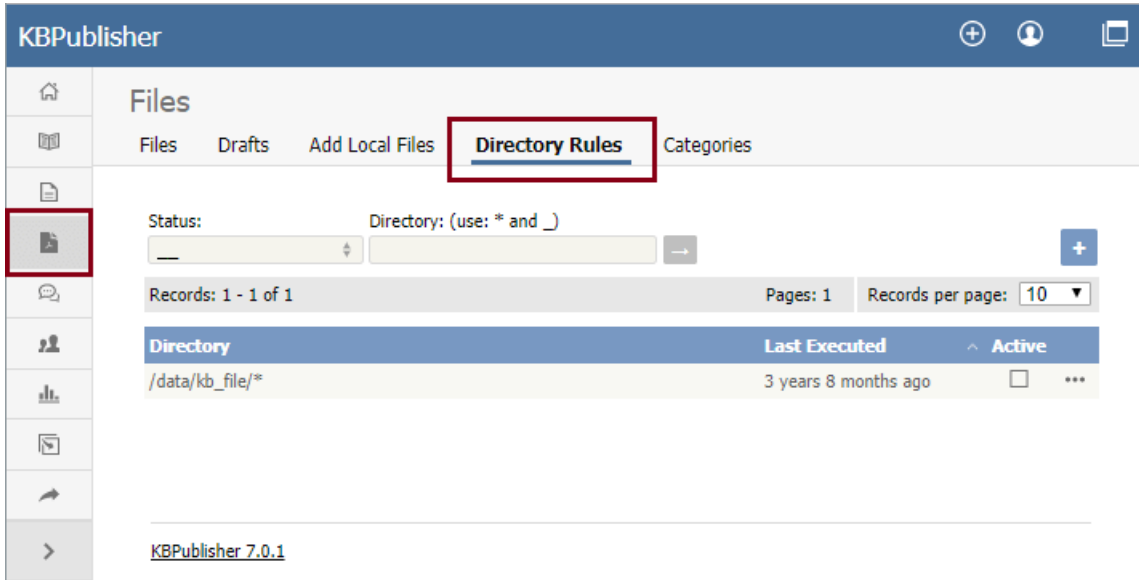 KBPublisher
Files
Files Drafts Add Local Files Directory Rules Categories
Status: Directory: (use: * and _)
__
Records: 1 - 1 of 1 Pages: 1 Records per page: 10
Directory Last Executed Active
/data/kb_file/* 3 years 8 months ago
KBPublisher 7.0.1